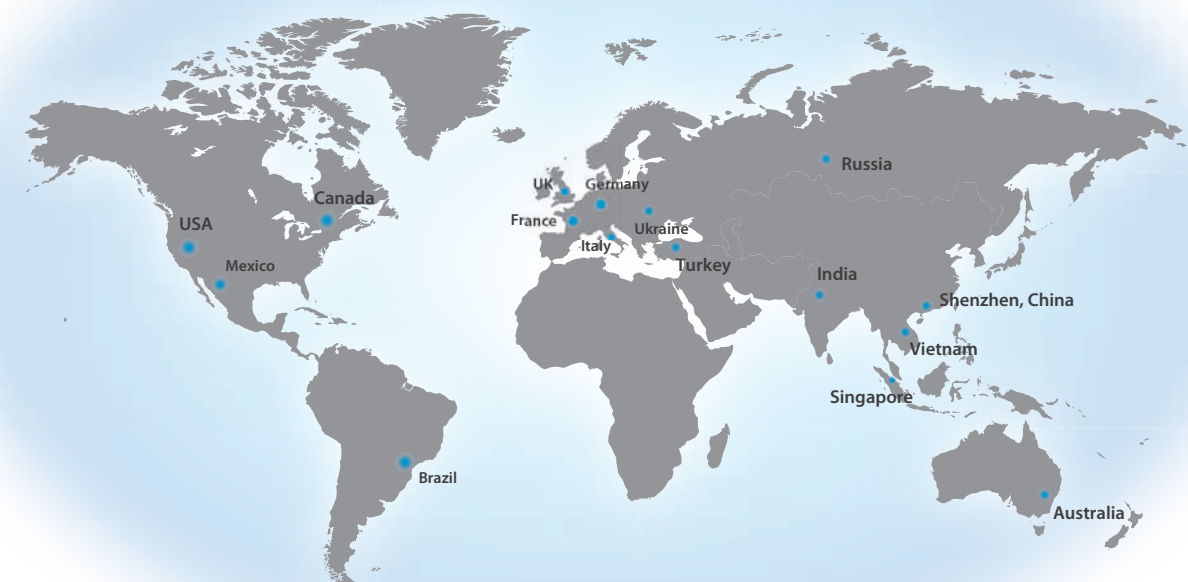 Russia
UK
Germany
Canada
France
USA
Ukraine
Italy
Mexico
Turkey
India
Shenzhen, China
Vietnam
Singapore
Brazil
Australia